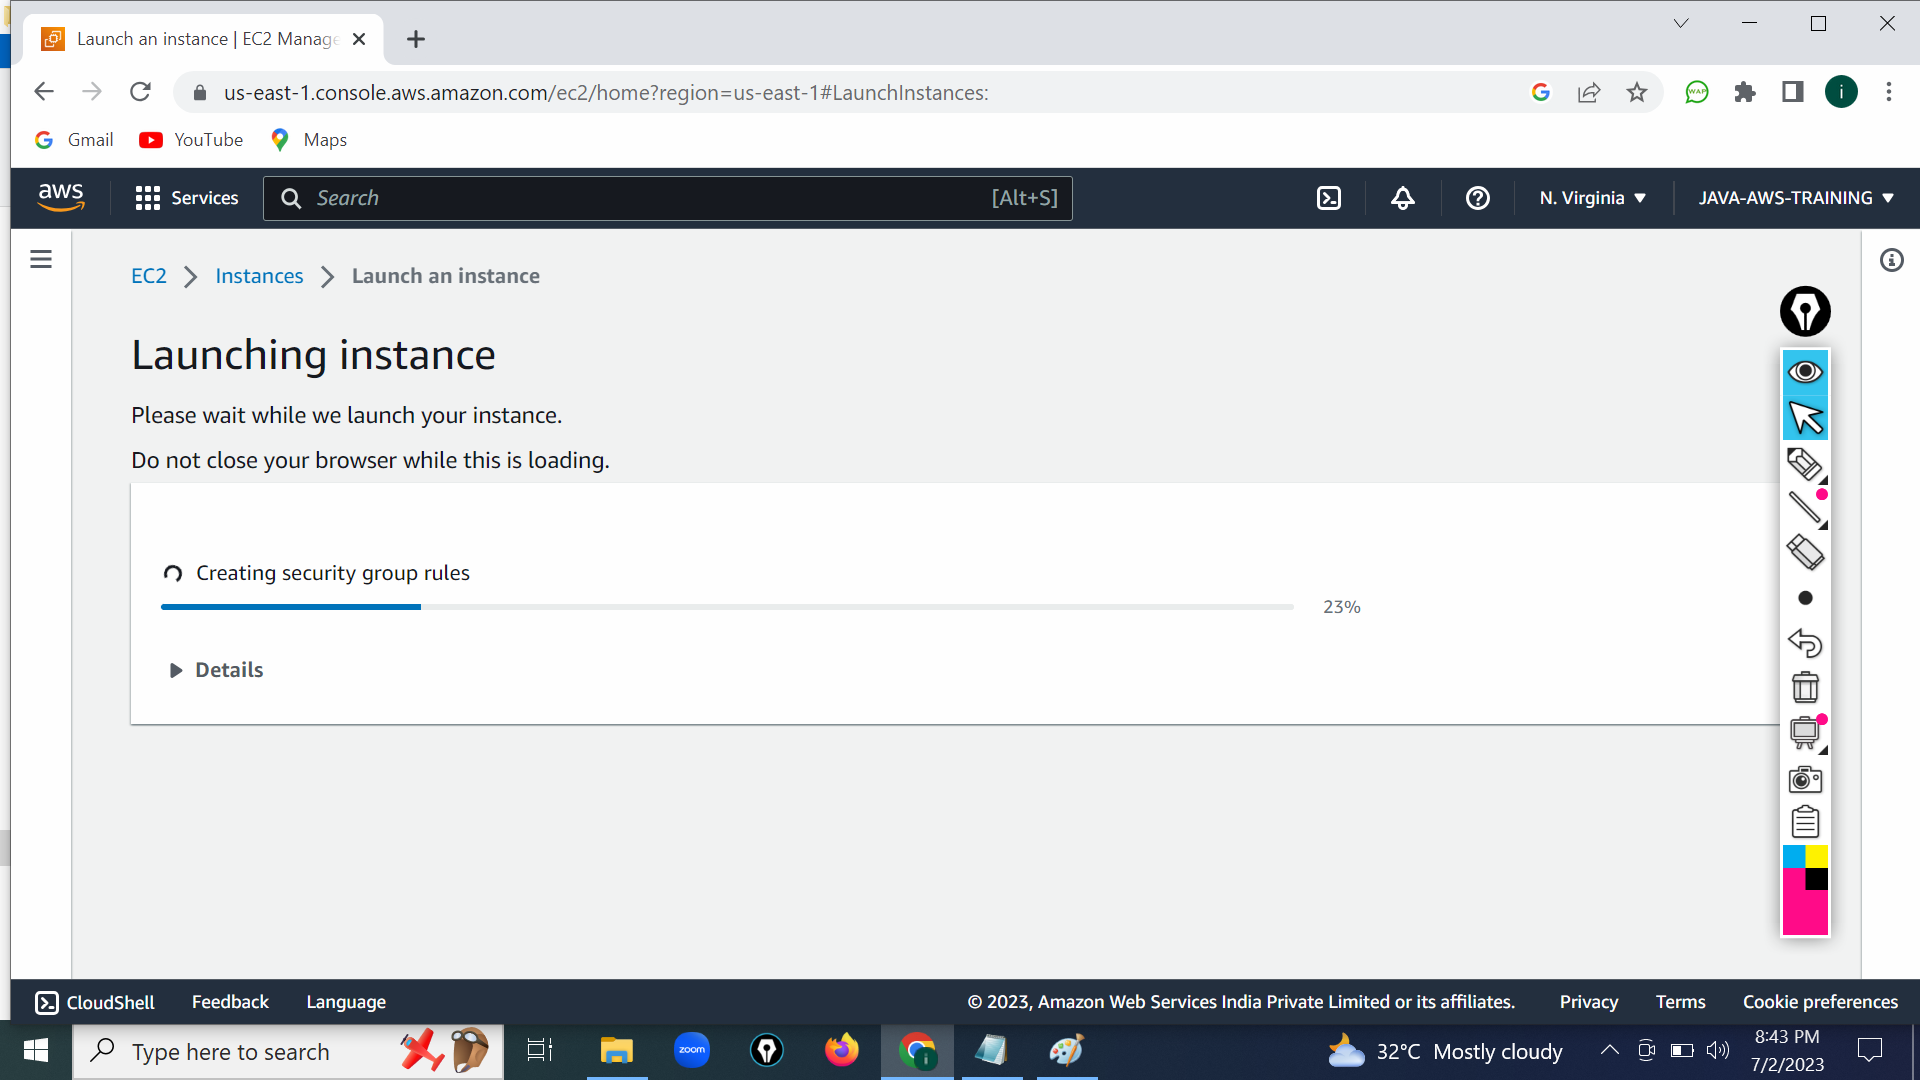 Launch an instance | EC2 Manage
us-east-1.console.aws.amazon.com/ec2/home?region=us-east-1#LaunchInstances:
WAP
i
Gmail
YouTube
Maps
aws
Services
Search
[Alt+S]
N. Virginia
JAVA-AWS-TRAINING
EC2
Instances
Launch an instance
Launching instance
Please wait while we launch your instance.
Do not close your browser while this is loading.
Creating security group rules
23%
Details
CloudShell
Feedback
Language
© 2023, Amazon Web Services India Private Limited or its affiliates.
Privacy
Terms
Cookie preferences
Type here to search
zoom
i
32°C Mostly cloudy
8:43 PM
7/2/2023